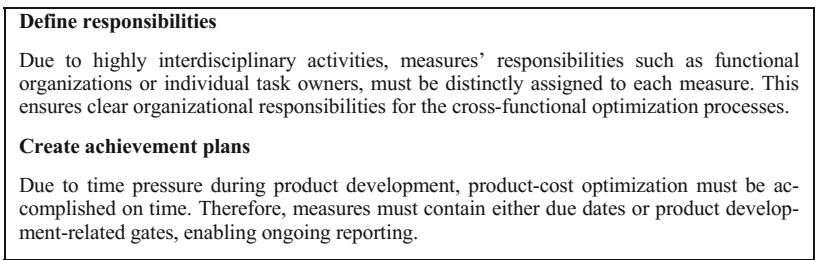 Define responsibilities
Due to highly interdisciplinary activities, measures’ responsibilities such as functional
organizations or individual task owners, must be distinctly assigned to each measure. This
ensures clear organizational responsibilities for the cross-functional optimization processes.
Create achievement plans
Due to time pressure during product development, product-cost optimization must be ac-
complished on time. Therefore, measures must contain either due dates or product develop-
ment-related gates, enabling ongoing reporting.